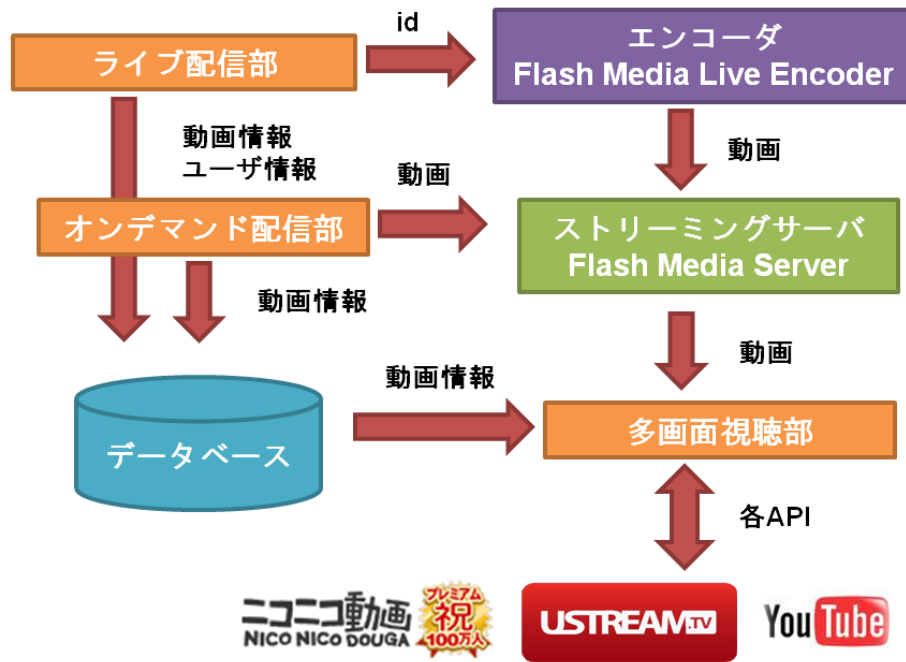 id
ライブ配信部
エンコーダ
Flash Media Live Encoder
動画情報
ユーザ情報
動画
動画
オンデマンド配信部
ストリーミングサーバ
Flash Media Server
動画情報
動画
動画情報
データベース
多画面視聴部
各API
ニコニコ動画
NICO NICO DOUGA
プレミアム
祝
100万人
USTREAM.TV
YouTube